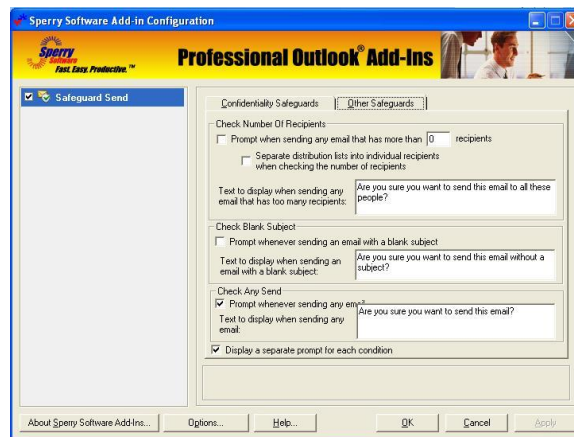 Sperry Software Add-in Configuration
Sperry
Software
Fast. Easy. Productive.™
Professional Outlook® Add-Ins
Safeguard Send
Confidentiality Safeguards
Other Safeguards
Check Number Of Recipients
Prompt when sending any email that has more than 0 recipients
Separate distribution lists into individual recipients
when checking the number of recipients
Text to display when sending any
email that has too many recipients:
Are you sure you want to send this email to all these
people?
Check Blank Subject
Prompt whenever sending an email with a blank subject
Text to display when sending an
email with a blank subject:
Are you sure you want to send this email without a
subject?
Check Any Send
Prompt whenever sending any email
Text to display when sending any
email:
Are you sure you want to send this email?
Display a separate prompt for each condition
About Sperry Software Add-Ins...
Options...
Help...
OK
Cancel
Apply